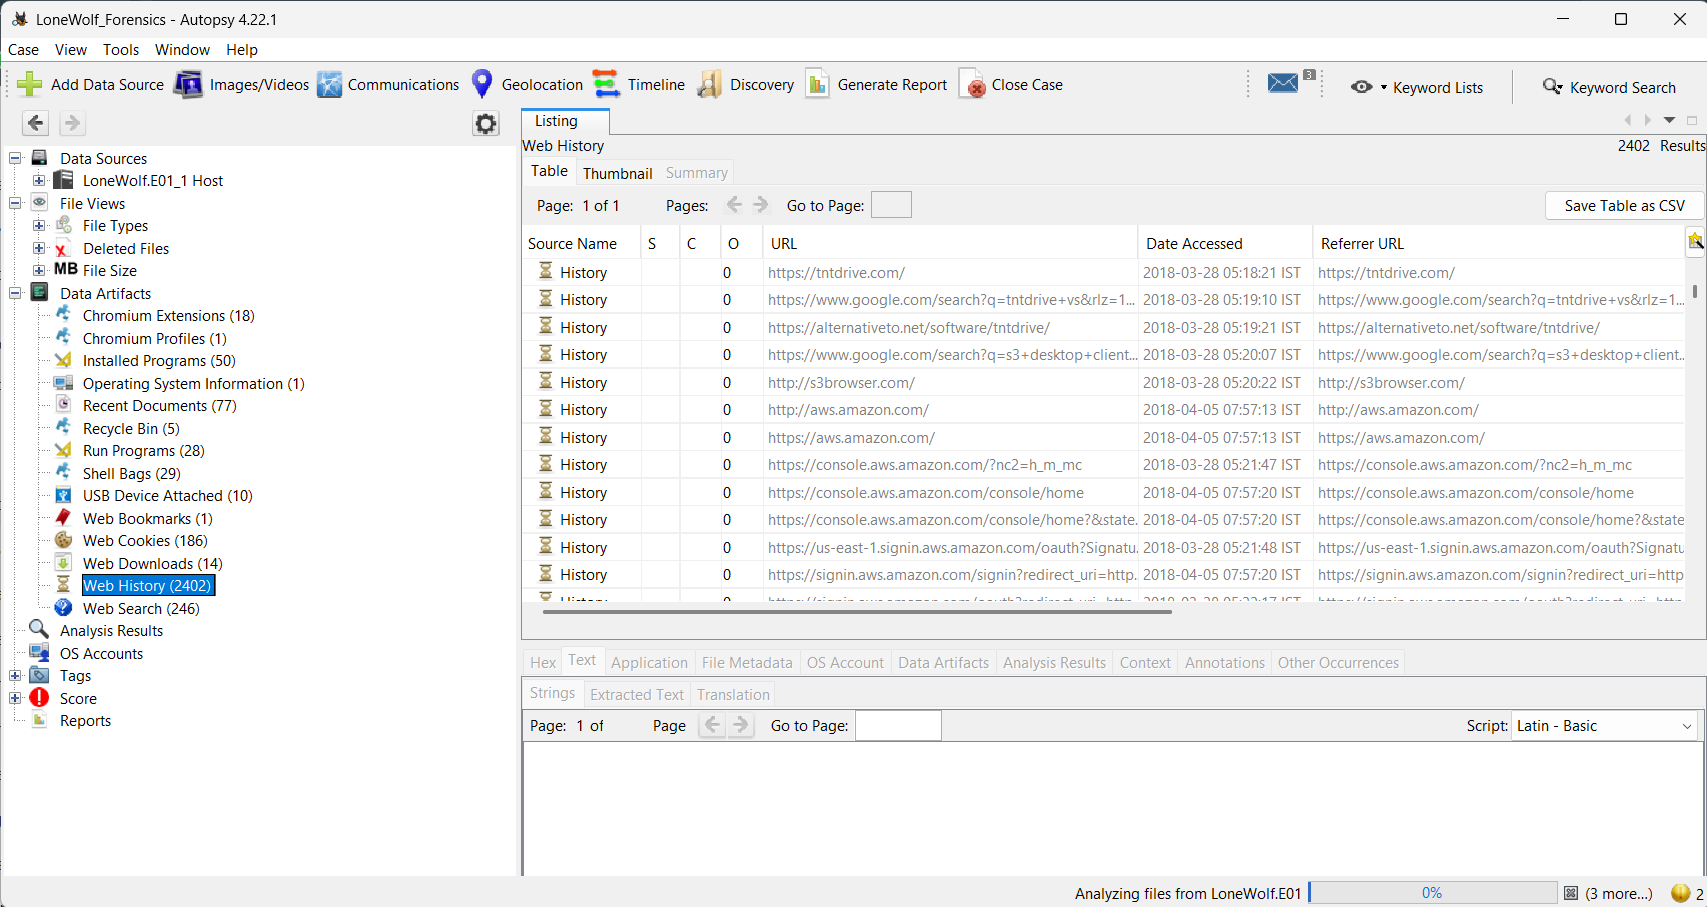 LoneWolf_Forensics - Autopsy 4.22.1
Case View Tools Window Help
Add Data Source Images/Videos Communications Geolocation Timeline Discovery Generate Report Close Case 3 Keyword Lists Keyword Search
Data Sources
LoneWolf.E01_1 Host
File Views
File Types
Deleted Files
MB File Size
Data Artifacts
Chromium Extensions (18)
Chromium Profiles (1)
Installed Programs (50)
Operating System Information (1)
Recent Documents (77)
Recycle Bin (5)
Run Programs (28)
Shell Bags (29)
USB Device Attached (10)
Web Bookmarks (1)
Web Cookies (186)
Web Downloads (14)
Web History (2402)
Web Search (246)
Analysis Results
OS Accounts
Tags
Score
Reports
Listing
Web History 2402 Results
Table Thumbnail Summary
Page: 1 of 1 Pages: Go to Page: Save Table as CSV
Source Name S C O URL Date Accessed Referrer URL
History 0 https://tntdrive.com/ 2018-03-28 05:18:21 IST https://tntdrive.com/
History 0 https://www.google.com/search?q=tntdrive+vs&rlz=1... 2018-03-28 05:19:10 IST https://www.google.com/search?q=tntdrive+vs&rlz=1...
History 0 https://alternativeto.net/software/tntdrive/ 2018-03-28 05:19:21 IST https://alternativeto.net/software/tntdrive/
History 0 https://www.google.com/search?q=s3+desktop+client... 2018-03-28 05:20:07 IST https://www.google.com/search?q=s3+desktop+client...
History 0 http://s3browser.com/ 2018-03-28 05:20:22 IST http://s3browser.com/
History 0 http://aws.amazon.com/ 2018-04-05 07:57:13 IST http://aws.amazon.com/
History 0 https://aws.amazon.com/ 2018-04-05 07:57:13 IST https://aws.amazon.com/
History 0 https://console.aws.amazon.com/?nc2=h_m_mc 2018-03-28 05:21:47 IST https://console.aws.amazon.com/?nc2=h_m_mc
History 0 https://console.aws.amazon.com/console/home 2018-04-05 07:57:20 IST https://console.aws.amazon.com/console/home
History 0 https://console.aws.amazon.com/console/home?&state. 2018-04-05 07:57:20 IST https://console.aws.amazon.com/console/home?&state
History 0 https://us-east-1.signin.aws.amazon.com/oauth?Signatu. 2018-03-28 05:21:48 IST https://us-east-1.signin.aws.amazon.com/oauth?Signatu
History 0 https://signin.aws.amazon.com/signin?redirect_uri=http. 2018-04-05 07:57:20 IST https://signin.aws.amazon.com/signin?redirect_uri=http
Hex Text Application File Metadata OS Account Data Artifacts Analysis Results Context Annotations Other Occurrences
Strings Extracted Text Translation
Page: 1 of Page Go to Page: Script: Latin - Basic
Analyzing files from LoneWolf.E01 0% (3 more...) 2